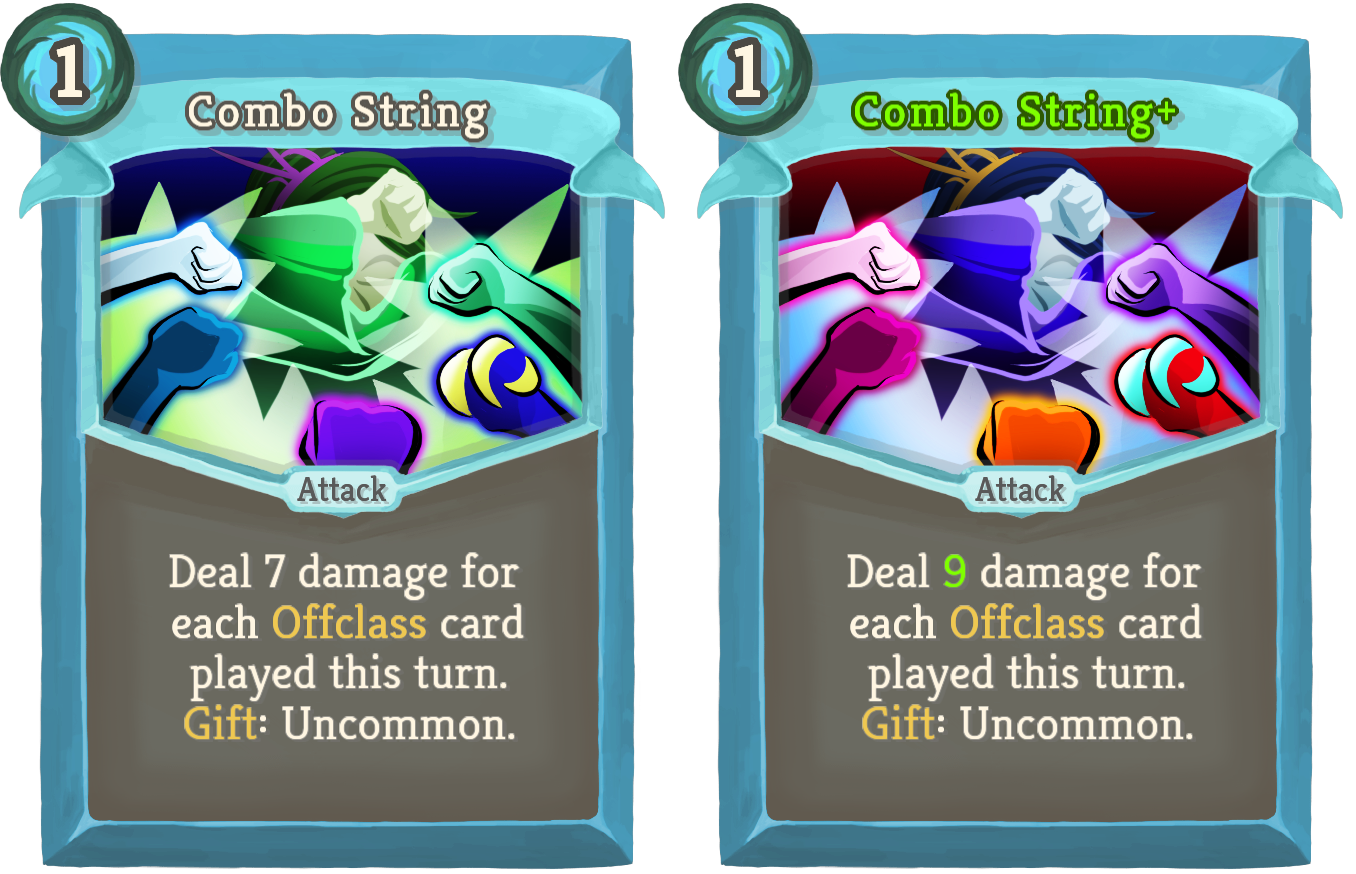 1
Combo String
Attack
Deal 7 damage for
each Offclass card
played this turn.
Gift: Uncommon.
1
Combo String+
Attack
Deal 9 damage for
each Offclass card
played this turn.
Gift: Uncommon.